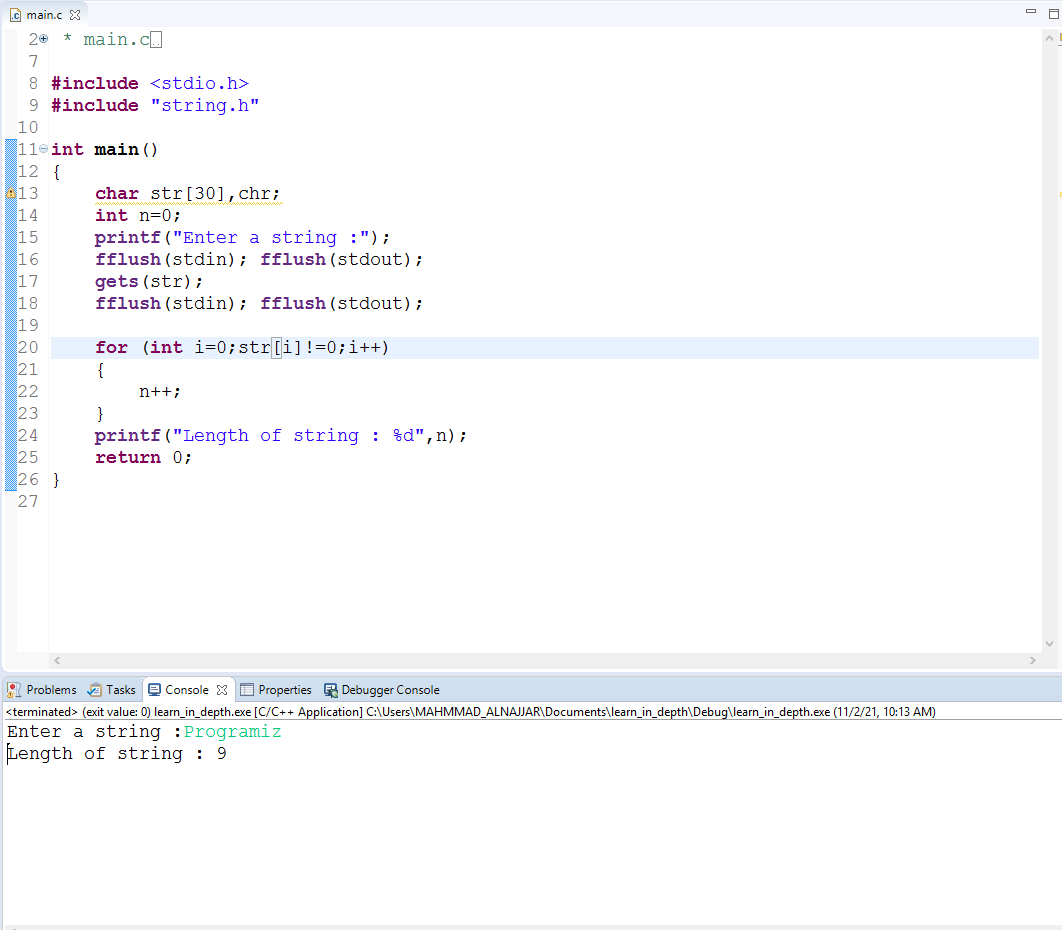 main.c
2 * main.c
7
8 #include <stdio.h>
9 #include "string.h"
10
11 int main()
12 {
13 char str[30],chr;
14 int n=0;
15 printf("Enter a string :");
16 fflush(stdin); fflush(stdout);
17 gets(str);
18 fflush(stdin); fflush(stdout);
19
20 for (int i=0;str[i]!=0;i++)
21 {
22 n++;
23 }
24 printf("Length of string : %d",n);
25 return 0;
26 }
27
Problems Tasks Console Properties Debugger Console
<terminated> (exit value: 0) learn_in_depth.exe [C/C++ Application] C:\Users\MAHMMAD_ALNAJJAR\Documents\learn_in_depth\Debug\learn_in_depth.exe (11/2/21, 10:13 AM)
Enter a string :Programiz
Length of string : 9